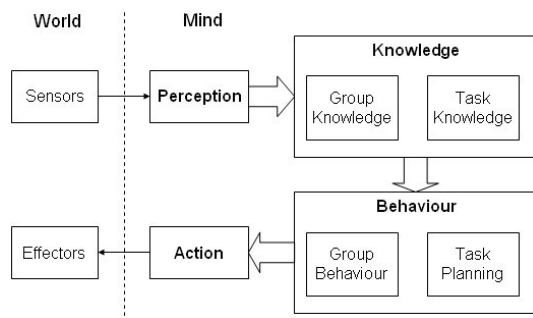 World
Mind
Knowledge
Sensors
Perception
Group
Knowledge
Task
Knowledge
Behaviour
Effectors
Action
Group
Behaviour
Task
Planning